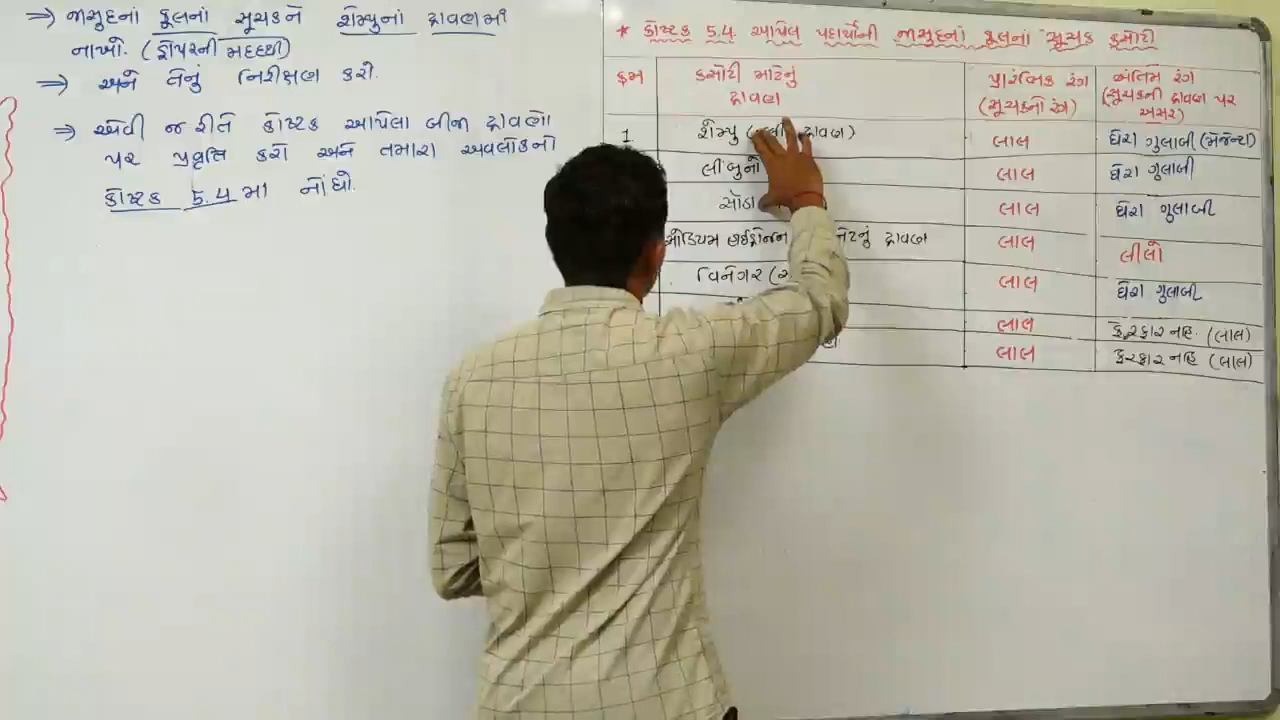 ⇒ જાસુદનાં ફુલનાં સૂચકને શેમ્પુનાં દ્રાવણમાં
નાખો. (ડ્રોપરની મદદથી)
⇒ અને તેનું નિરીક્ષણ કરો.
⇒ એવી જ રીતે કોષ્ટક આપેલા બીજા દ્રાવણો
પર પ્રવૃત્તિ કરો અને તમારા અવલોકનો
કોષ્ટક 5.4 માં નોંધો.
* કોષ્ટક 5.4 આપેલ પદાર્થોની જાસુદનાં ફુલનાં સૂચક કસોટી
ક્રમ કસોટી માટેનું દ્રાવણ પ્રારંભિક રંગ (સૂચકનો રંગ) અંતિમ રંગ (સૂચકની દ્રાવણ પર અસર)
1 શેમ્પુ દ્રાવણ) લાલ ઘેરા ગુલાબી (મેજેન્ટા)
લીંબુનો લાલ ઘેરા ગુલાબી
સોડા લાલ ઘેરા ગુલાબી
સોડિયમ હાઈડ્રોજન દ્રાવણ લાલ લીલો
વિનેગર લાલ ઘેરા ગુલાબી
લાલ ફેરફાર નહિ. (લાલ)
લાલ ફેરફાર નહિ (લાલ)